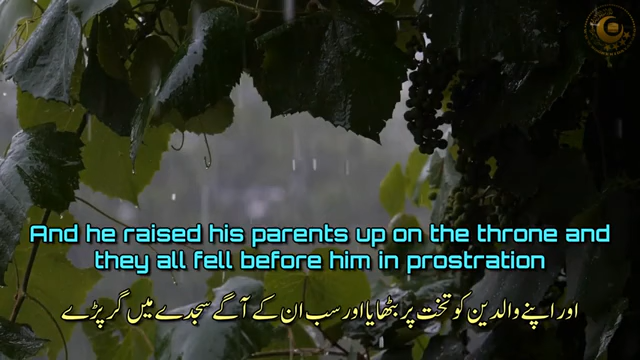 And he raised his parents up on the throne and
they all fell before him in prostration
اور اپنے والدین کو تخت پر بٹھایا اور سب ان کے آگے سجدے میں گر پڑے